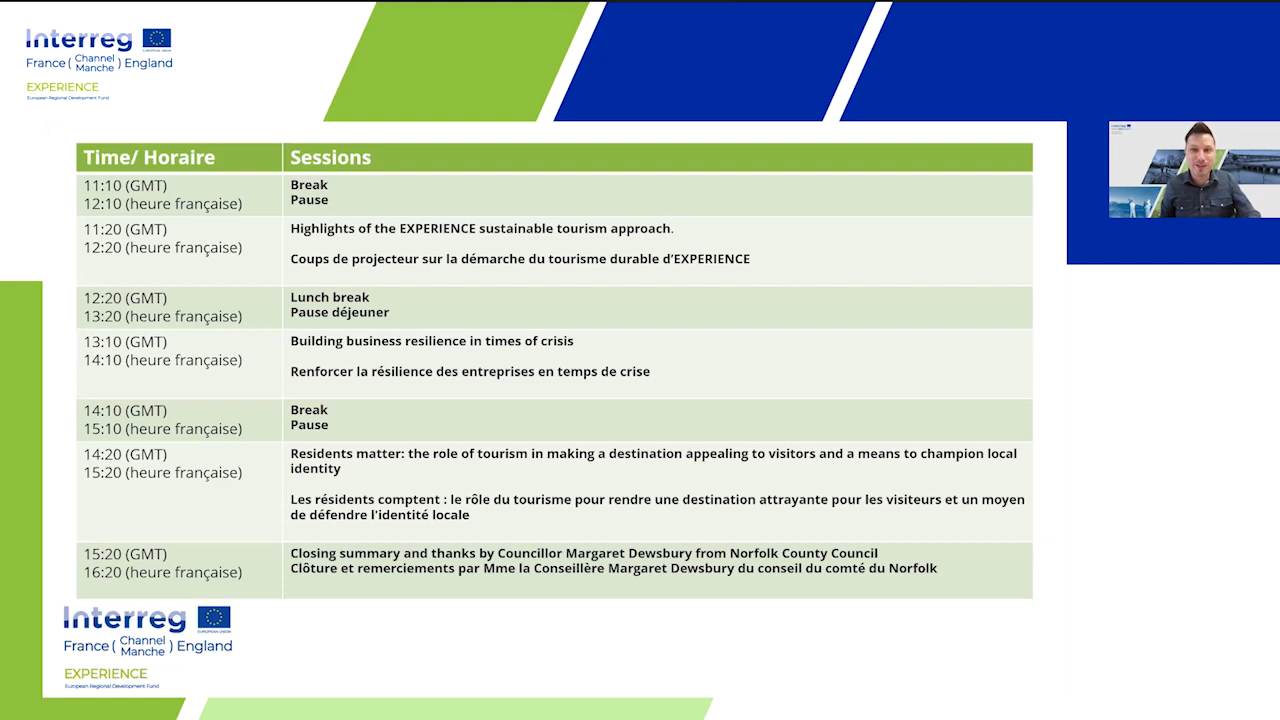 Interreg
EUROPEAN UNION
France ( Channel Manche ) England
EXPERIENCE
European Regional Development Fund
Time/ Horaire
Sessions
11:10 (GMT)
12:10 (heure française)
Break
Pause
11:20 (GMT)
12:20 (heure française)
Highlights of the EXPERIENCE sustainable tourism approach.
Coups de projecteur sur la démarche du tourisme durable d’EXPERIENCE
12:20 (GMT)
13:20 (heure française)
Lunch break
Pause déjeuner
13:10 (GMT)
14:10 (heure française)
Building business resilience in times of crisis
Renforcer la résilience des entreprises en temps de crise
14:10 (GMT)
15:10 (heure française)
Break
Pause
14:20 (GMT)
15:20 (heure française)
Residents matter: the role of tourism in making a destination appealing to visitors and a means to champion local
identity
Les résidents comptent : le rôle du tourisme pour rendre une destination attrayante pour les visiteurs et un moyen
de défendre l'identité locale
15:20 (GMT)
16:20 (heure française)
Closing summary and thanks by Councillor Margaret Dewsbury from Norfolk County Council
Clôture et remerciements par Mme la Conseillère Margaret Dewsbury du conseil du comté du Norfolk
Interreg
EUROPEAN UNION
France ( Channel Manche ) England
EXPERIENCE
European Regional Development Fund